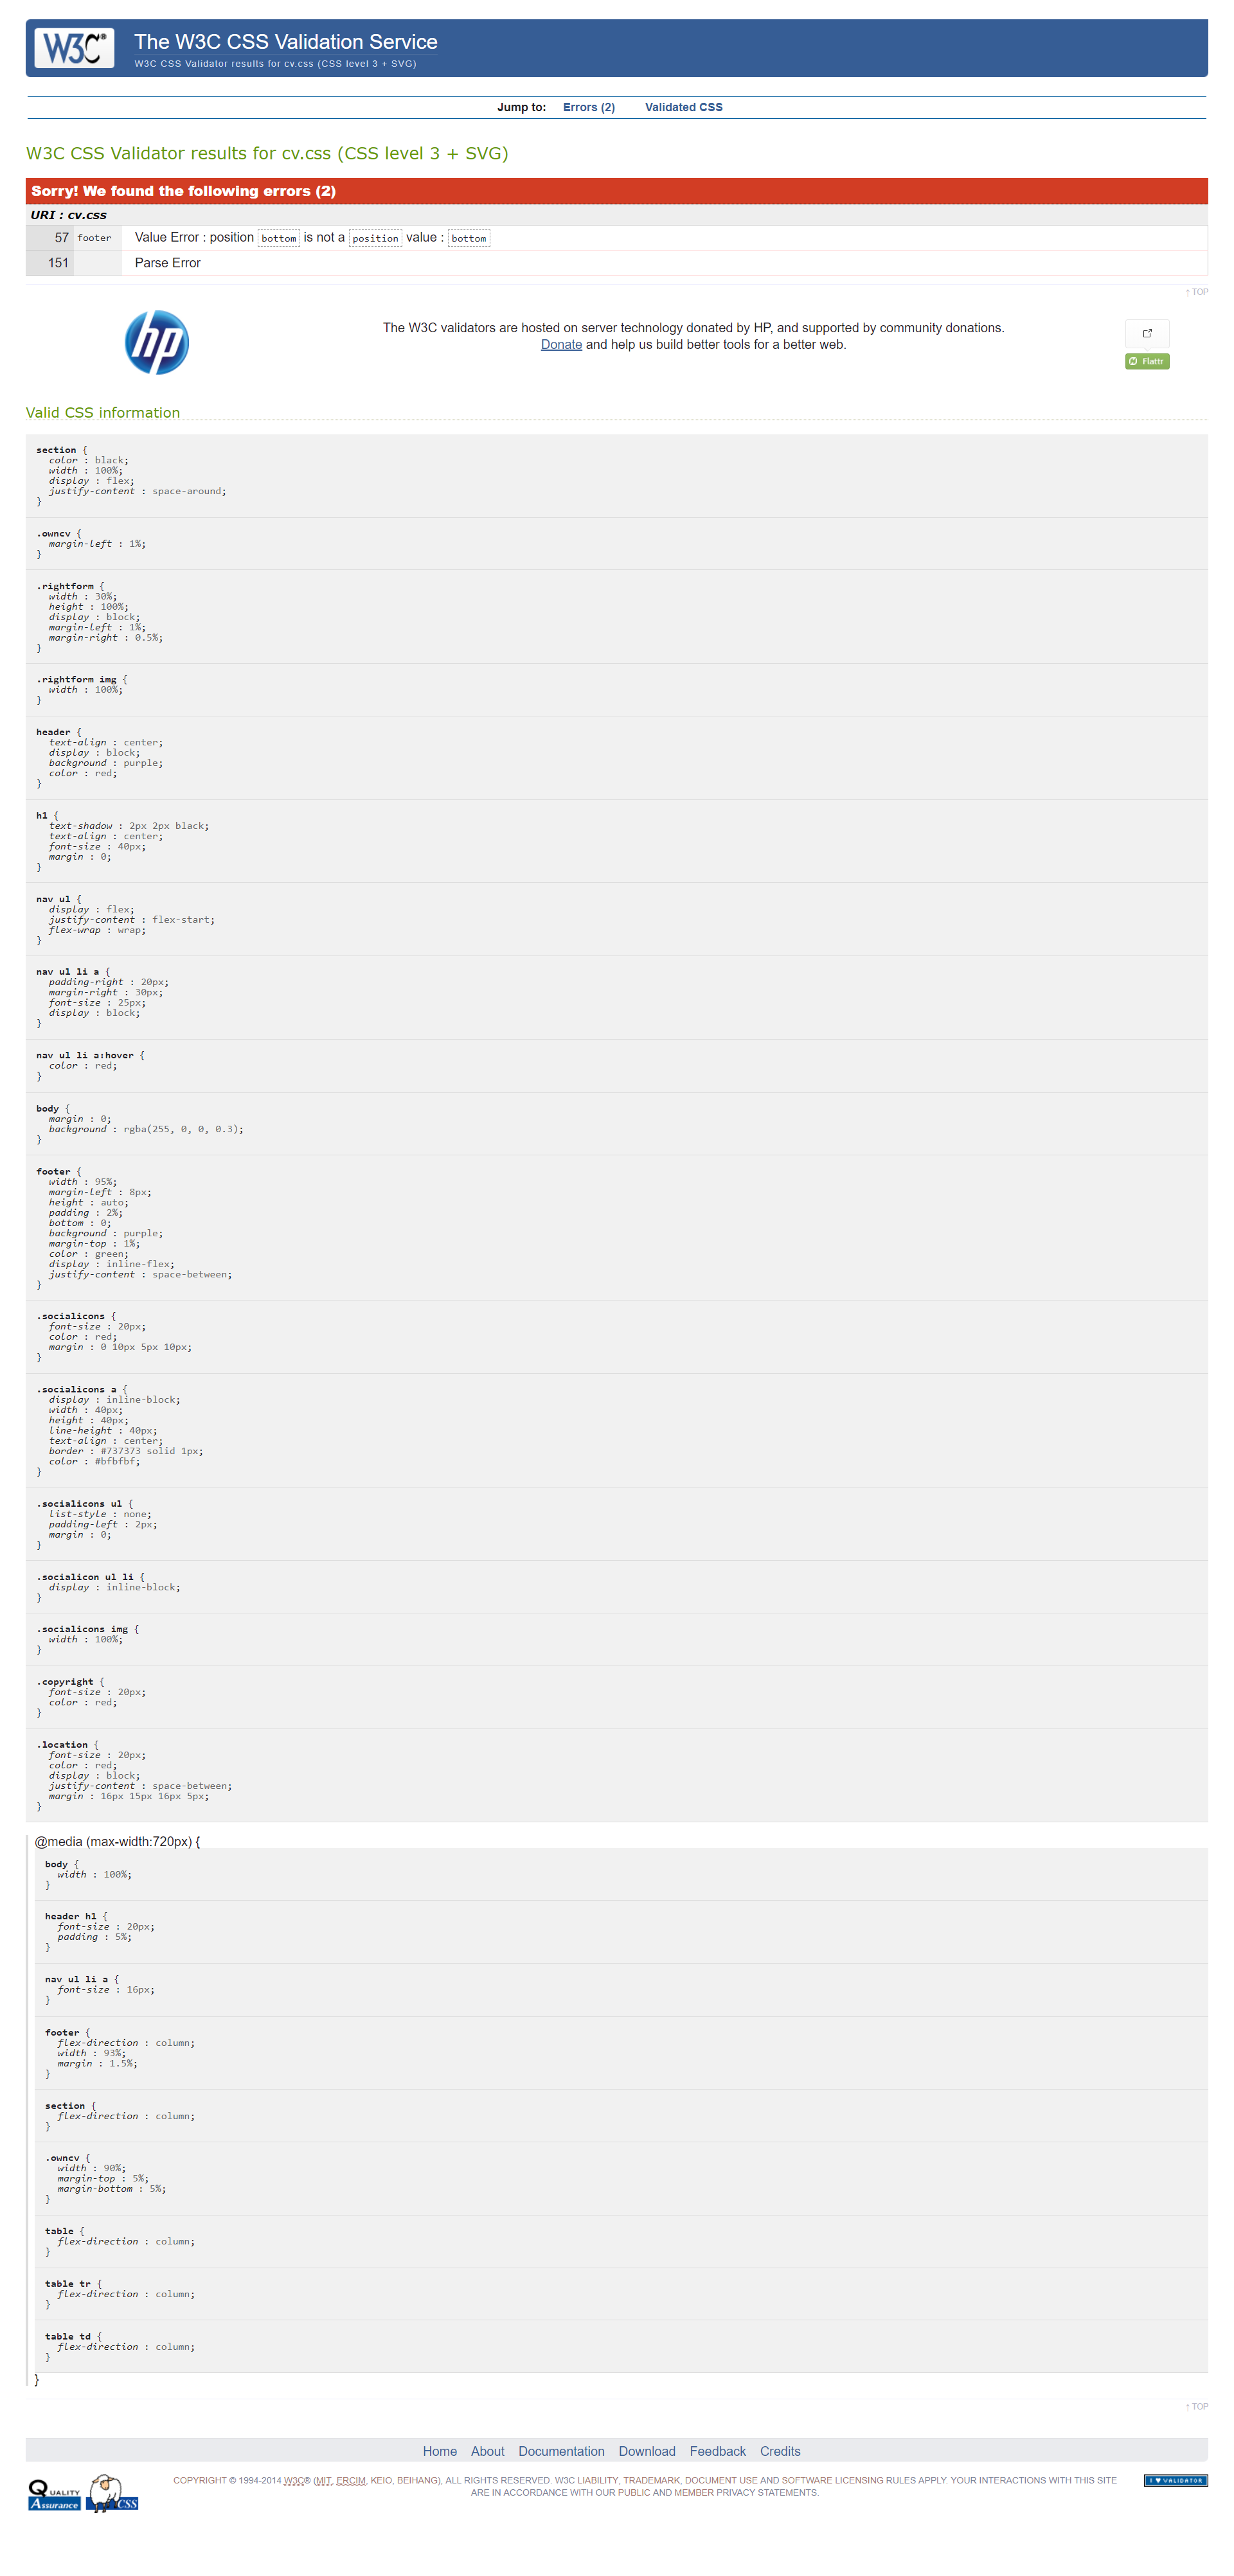 W3C®
The W3C CSS Validation Service
W3C CSS Validator results for cv.css (CSS level 3 + SVG)
Jump to: Errors (2) Validated CSS
W3C CSS Validator results for cv.css (CSS level 3 + SVG)
Sorry! We found the following errors (2)
URI : cv.css
57 footer Value Error : position bottom is not a position value : bottom
151 Parse Error
↑ TOP
hp
The W3C validators are hosted on server technology donated by HP, and supported by community donations.
Donate and help us build better tools for a better web.
Flattr
Valid CSS information
section {
color : black;
width : 100%;
display : flex;
justify-content : space-around;
}
.owncv {
margin-left : 1%;
}
.rightform {
width : 30%;
height : 100%;
display : block;
margin-left : 1%;
margin-right : 0.5%;
}
.rightform img {
width : 100%;
}
header {
text-align : center;
display : block;
background : purple;
color : red;
}
h1 {
text-shadow : 2px 2px black;
text-align : center;
font-size : 40px;
margin : 0;
}
nav ul {
display : flex;
justify-content : flex-start;
flex-wrap : wrap;
}
nav ul li a {
padding-right : 20px;
margin-right : 30px;
font-size : 25px;
display : block;
}
nav ul li a:hover {
color : red;
}
body {
margin : 0;
background : rgba(255, 0, 0, 0.3);
}
footer {
width : 95%;
margin-left : 8px;
height : auto;
padding : 2%;
bottom : 0;
background : purple;
margin-top : 1%;
color : green;
display : inline-flex;
justify-content : space-between;
}
.socialicons {
font-size : 20px;
color : red;
margin : 0 10px 5px 10px;
}
.socialicons a {
display : inline-block;
width : 40px;
height : 40px;
line-height : 40px;
text-align : center;
border : #737373 solid 1px;
color : #bfbfbf;
}
.socialicons ul {
list-style : none;
padding-left : 2px;
margin : 0;
}
.socialicon ul li {
display : inline-block;
}
.socialicons img {
width : 100%;
}
.copyright {
font-size : 20px;
color : red;
}
.location {
font-size : 20px;
color : red;
display : block;
justify-content : space-between;
margin : 16px 15px 16px 5px;
}
@media (max-width:720px) {
body {
width : 100%;
}
header h1 {
font-size : 20px;
padding : 5%;
}
nav ul li a {
font-size : 16px;
}
footer {
flex-direction : column;
width : 93%;
margin : 1.5%;
}
section {
flex-direction : column;
}
.owncv {
width : 90%;
margin-top : 5%;
margin-bottom : 5%;
}
table {
flex-direction : column;
}
table tr {
flex-direction : column;
}
table td {
flex-direction : column;
}
}
↑ TOP
Home About Documentation Download Feedback Credits
QUALITY Assurance CSS
COPYRIGHT © 1994-2014 W3C® (MIT, ERCIM, KEIO, BEIHANG), ALL RIGHTS RESERVED. W3C LIABILITY, TRADEMARK, DOCUMENT USE AND SOFTWARE LICENSING RULES APPLY. YOUR INTERACTIONS WITH THIS SITE
ARE IN ACCORDANCE WITH OUR PUBLIC AND MEMBER PRIVACY STATEMENTS.
I ♥ VALIDATOR